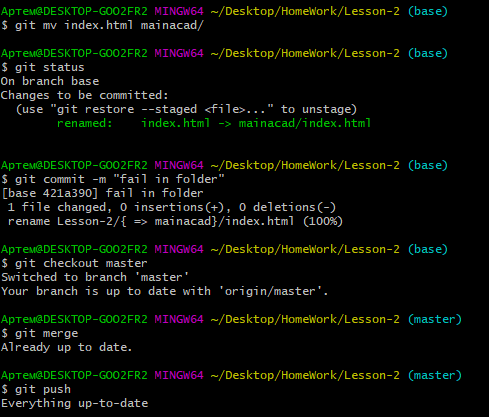 Артем@DESKTOP-GOO2FR2 MINGW64 ~/Desktop/HomeWork/Lesson-2 (base)
$ git mv index.html mainacad/
Артем@DESKTOP-GOO2FR2 MINGW64 ~/Desktop/HomeWork/Lesson-2 (base)
$ git status
On branch base
Changes to be committed:
(use "git restore --staged <file>..." to unstage)
renamed: index.html -> mainacad/index.html
Артем@DESKTOP-GOO2FR2 MINGW64 ~/Desktop/HomeWork/Lesson-2 (base)
$ git commit -m "fail in folder"
[base 421a390] fail in folder
1 file changed, 0 insertions(+), 0 deletions(-)
rename Lesson-2/{ => mainacad}/index.html (100%)
Артем@DESKTOP-GOO2FR2 MINGW64 ~/Desktop/HomeWork/Lesson-2 (base)
$ git checkout master
Switched to branch 'master'
Your branch is up to date with 'origin/master'.
Артем@DESKTOP-GOO2FR2 MINGW64 ~/Desktop/HomeWork/Lesson-2 (master)
$ git merge
Already up to date.
Артем@DESKTOP-GOO2FR2 MINGW64 ~/Desktop/HomeWork/Lesson-2 (master)
$ git push
Everything up-to-date